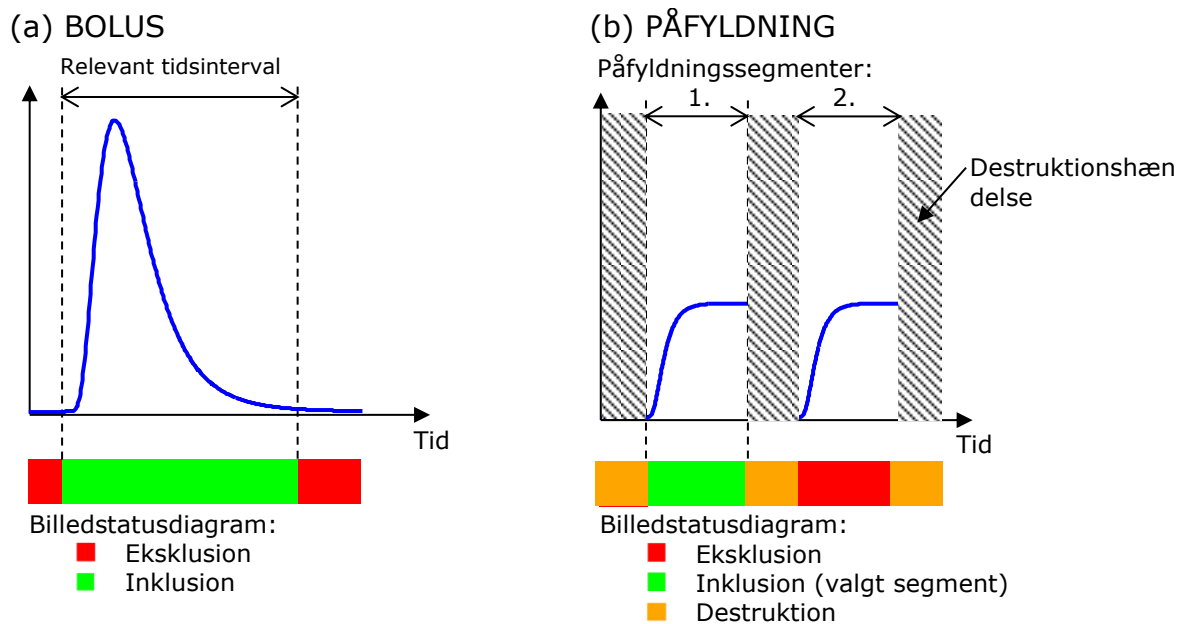 (a) BOLUS
Relevant tidsinterval
Tid
Billedstatusdiagram:
Eksklusion
Inklusion
(b) PÅFYLDNING
Påfyldningssegmenter:
1.
2.
Destruktionshæn
delse
Tid
Billedstatusdiagram:
Eksklusion
Inklusion (valgt segment)
Destruktion